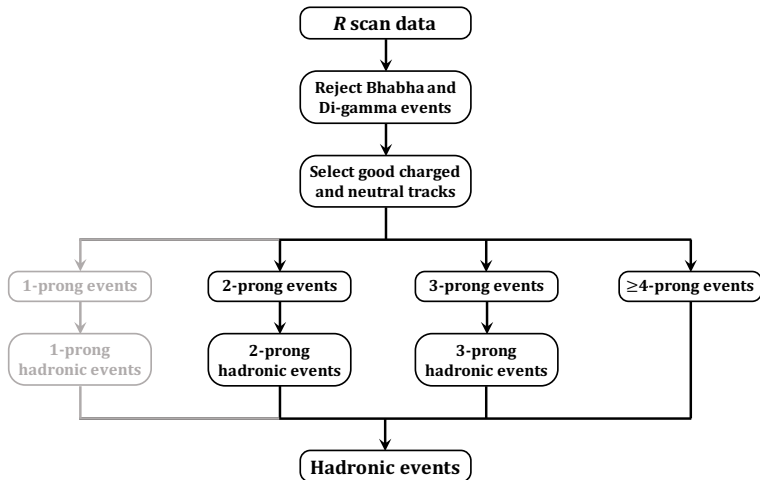 R scan data
Reject Bhabha and
Di-gamma events
Select good charged
and neutral tracks
1-prong events
2-prong events
3-prong events
≥4-prong events
1-prong
hadronic events
2-prong
hadronic events
3-prong
hadronic events
Hadronic events